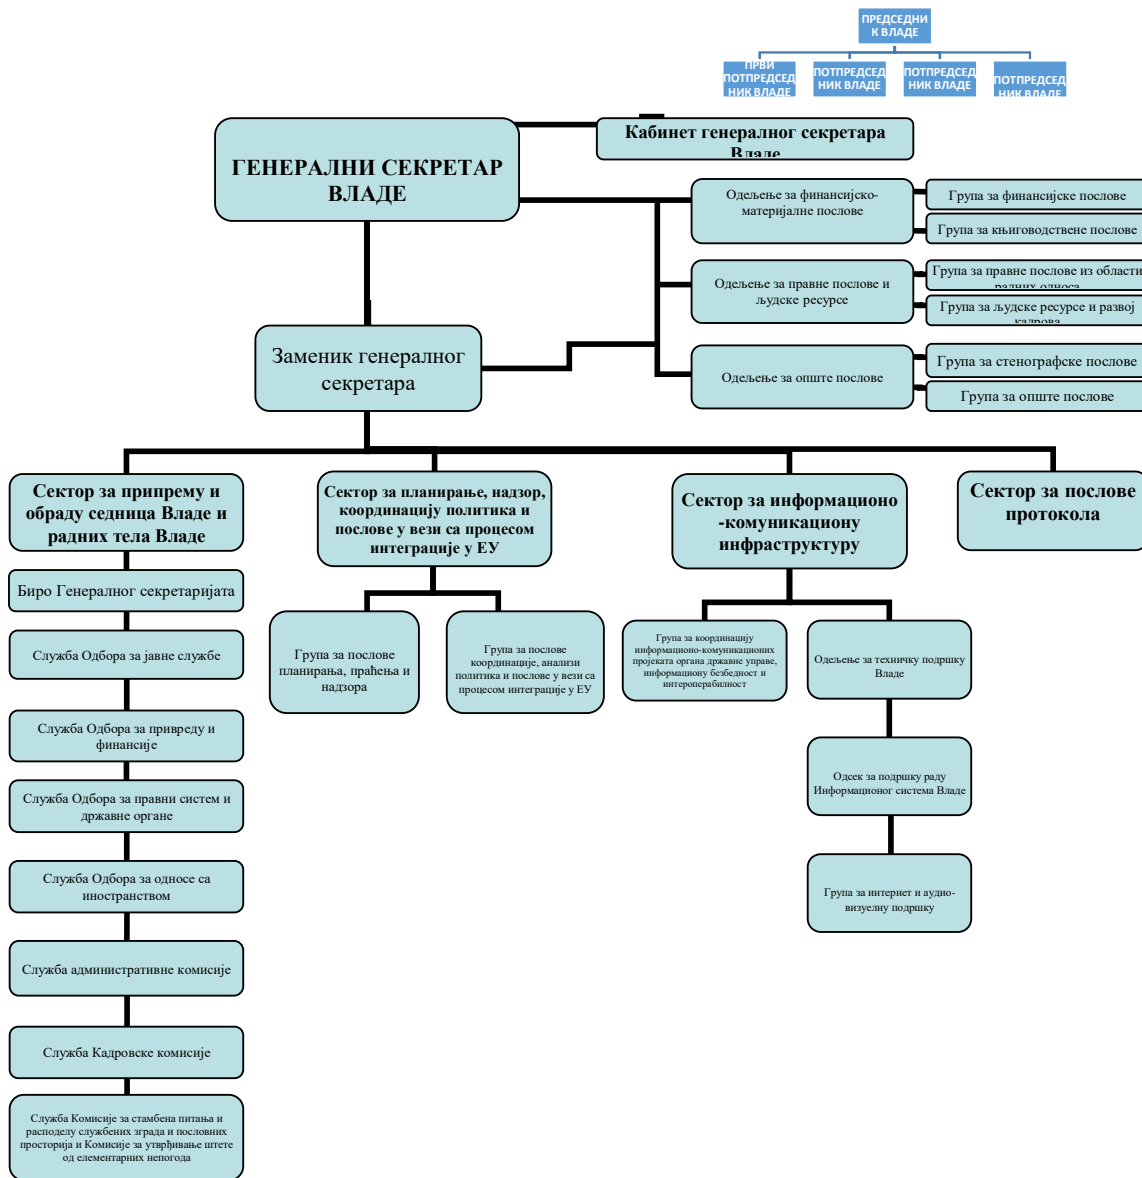 ПРЕДСЕДНИ
К ВЛАДЕ
ПРВИ
ПОТПРЕДСЕД
НИК ВЛАДЕ
ПОТПРЕДСЕД
НИК ВЛАДЕ
ПОТПРЕДСЕД
НИК ВЛАДЕ
ПОТПРЕДСЕД
НИК ВЛАДЕ
ГЕНЕРАЛНИ СЕКРЕТАР
ВЛАДЕ
Кабинет генералног секретара
Владе
Одељење за финансијско-
материјалне послове
Група за финансијске послове
Група за књиговодствене послове
Одељење за правне послове и
људске ресурсе
Група за правне послове из области
радних односа
Група за људске ресурсе и развој
кадрова
Заменик генералног
секретара
Одељење за опште послове
Група за стенографске послове
Група за опште послове
Сектор за припрему и
обраду седница Владе и
радних тела Владе
Биро Генералног секретаријата
Служба Одбора за јавне службе
Служба Одбора за привреду и
финансије
Служба Одбора за правни систем и
државне органе
Служба Одбора за односе са
иностранством
Служба административне комисије
Служба Кадровске комисије
Служба Комисије за стамбена питања и
расподелу службених зграда и пословних
просторија и Комисије за утврђивање штете
од елементарних непогода
Сектор за планирање, надзор,
координацију политика и
послове у вези са процесом
интеграције у ЕУ
Група за послове
планирања, праћења и
надзора
Група за послове
координације, анализи
политика и послове у вези са
процесом интеграције у ЕУ
Сектор за информационо
-комуникациону
инфраструктуру
Група за координацију
информационо-комуникационих
пројеката органа државне управе,
информациону безбедност и
интероперабилност
Одељење за техничку подршку
Владе
Одсек за подршку раду
Информационог система Владе
Група за интернет и аудио-
визуелну подршку
Сектор за послове
протокола